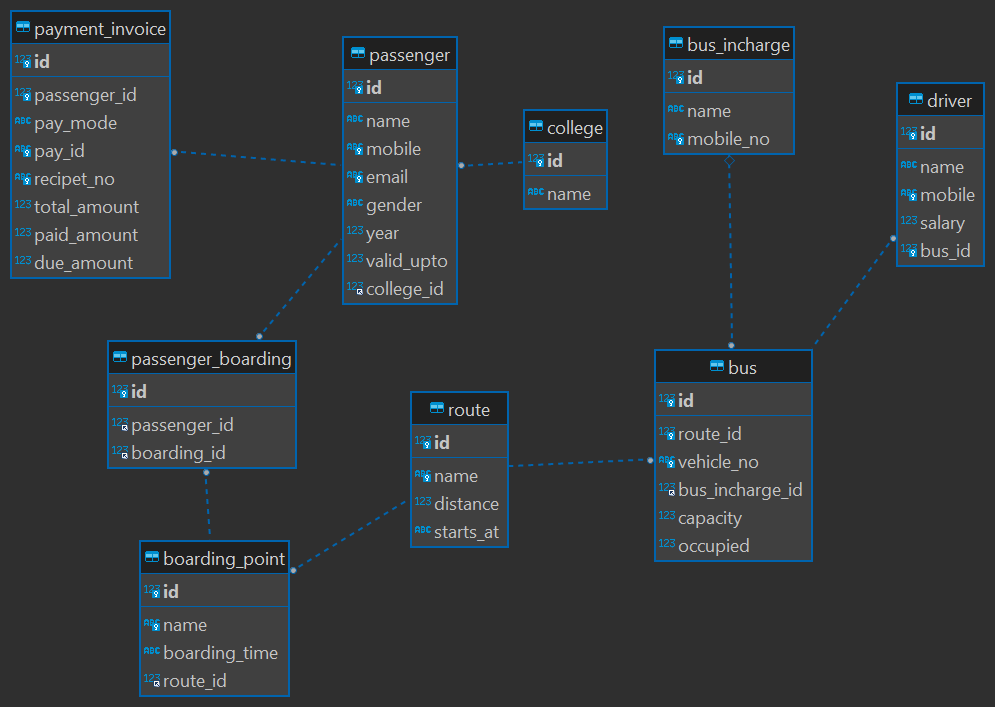 payment_invoice
123 id
123 passenger_id
ABC pay_mode
ABC pay_id
ABC recipet_no
123 total_amount
123 paid_amount
123 due_amount
passenger
123 id
ABC name
ABC mobile
ABC email
ABC gender
123 year
123 valid_upto
123 college_id
college
123 id
ABC name
bus_incharge
123 id
ABC name
ABC mobile_no
driver
123 id
ABC name
ABC mobile
123 salary
123 bus_id
passenger_boarding
123 id
123 passenger_id
123 boarding_id
route
123 id
ABC name
123 distance
ABC starts_at
bus
123 id
123 route_id
ABC vehicle_no
123 bus_incharge_id
123 capacity
123 occupied
boarding_point
123 id
ABC name
ABC boarding_time
123 route_id